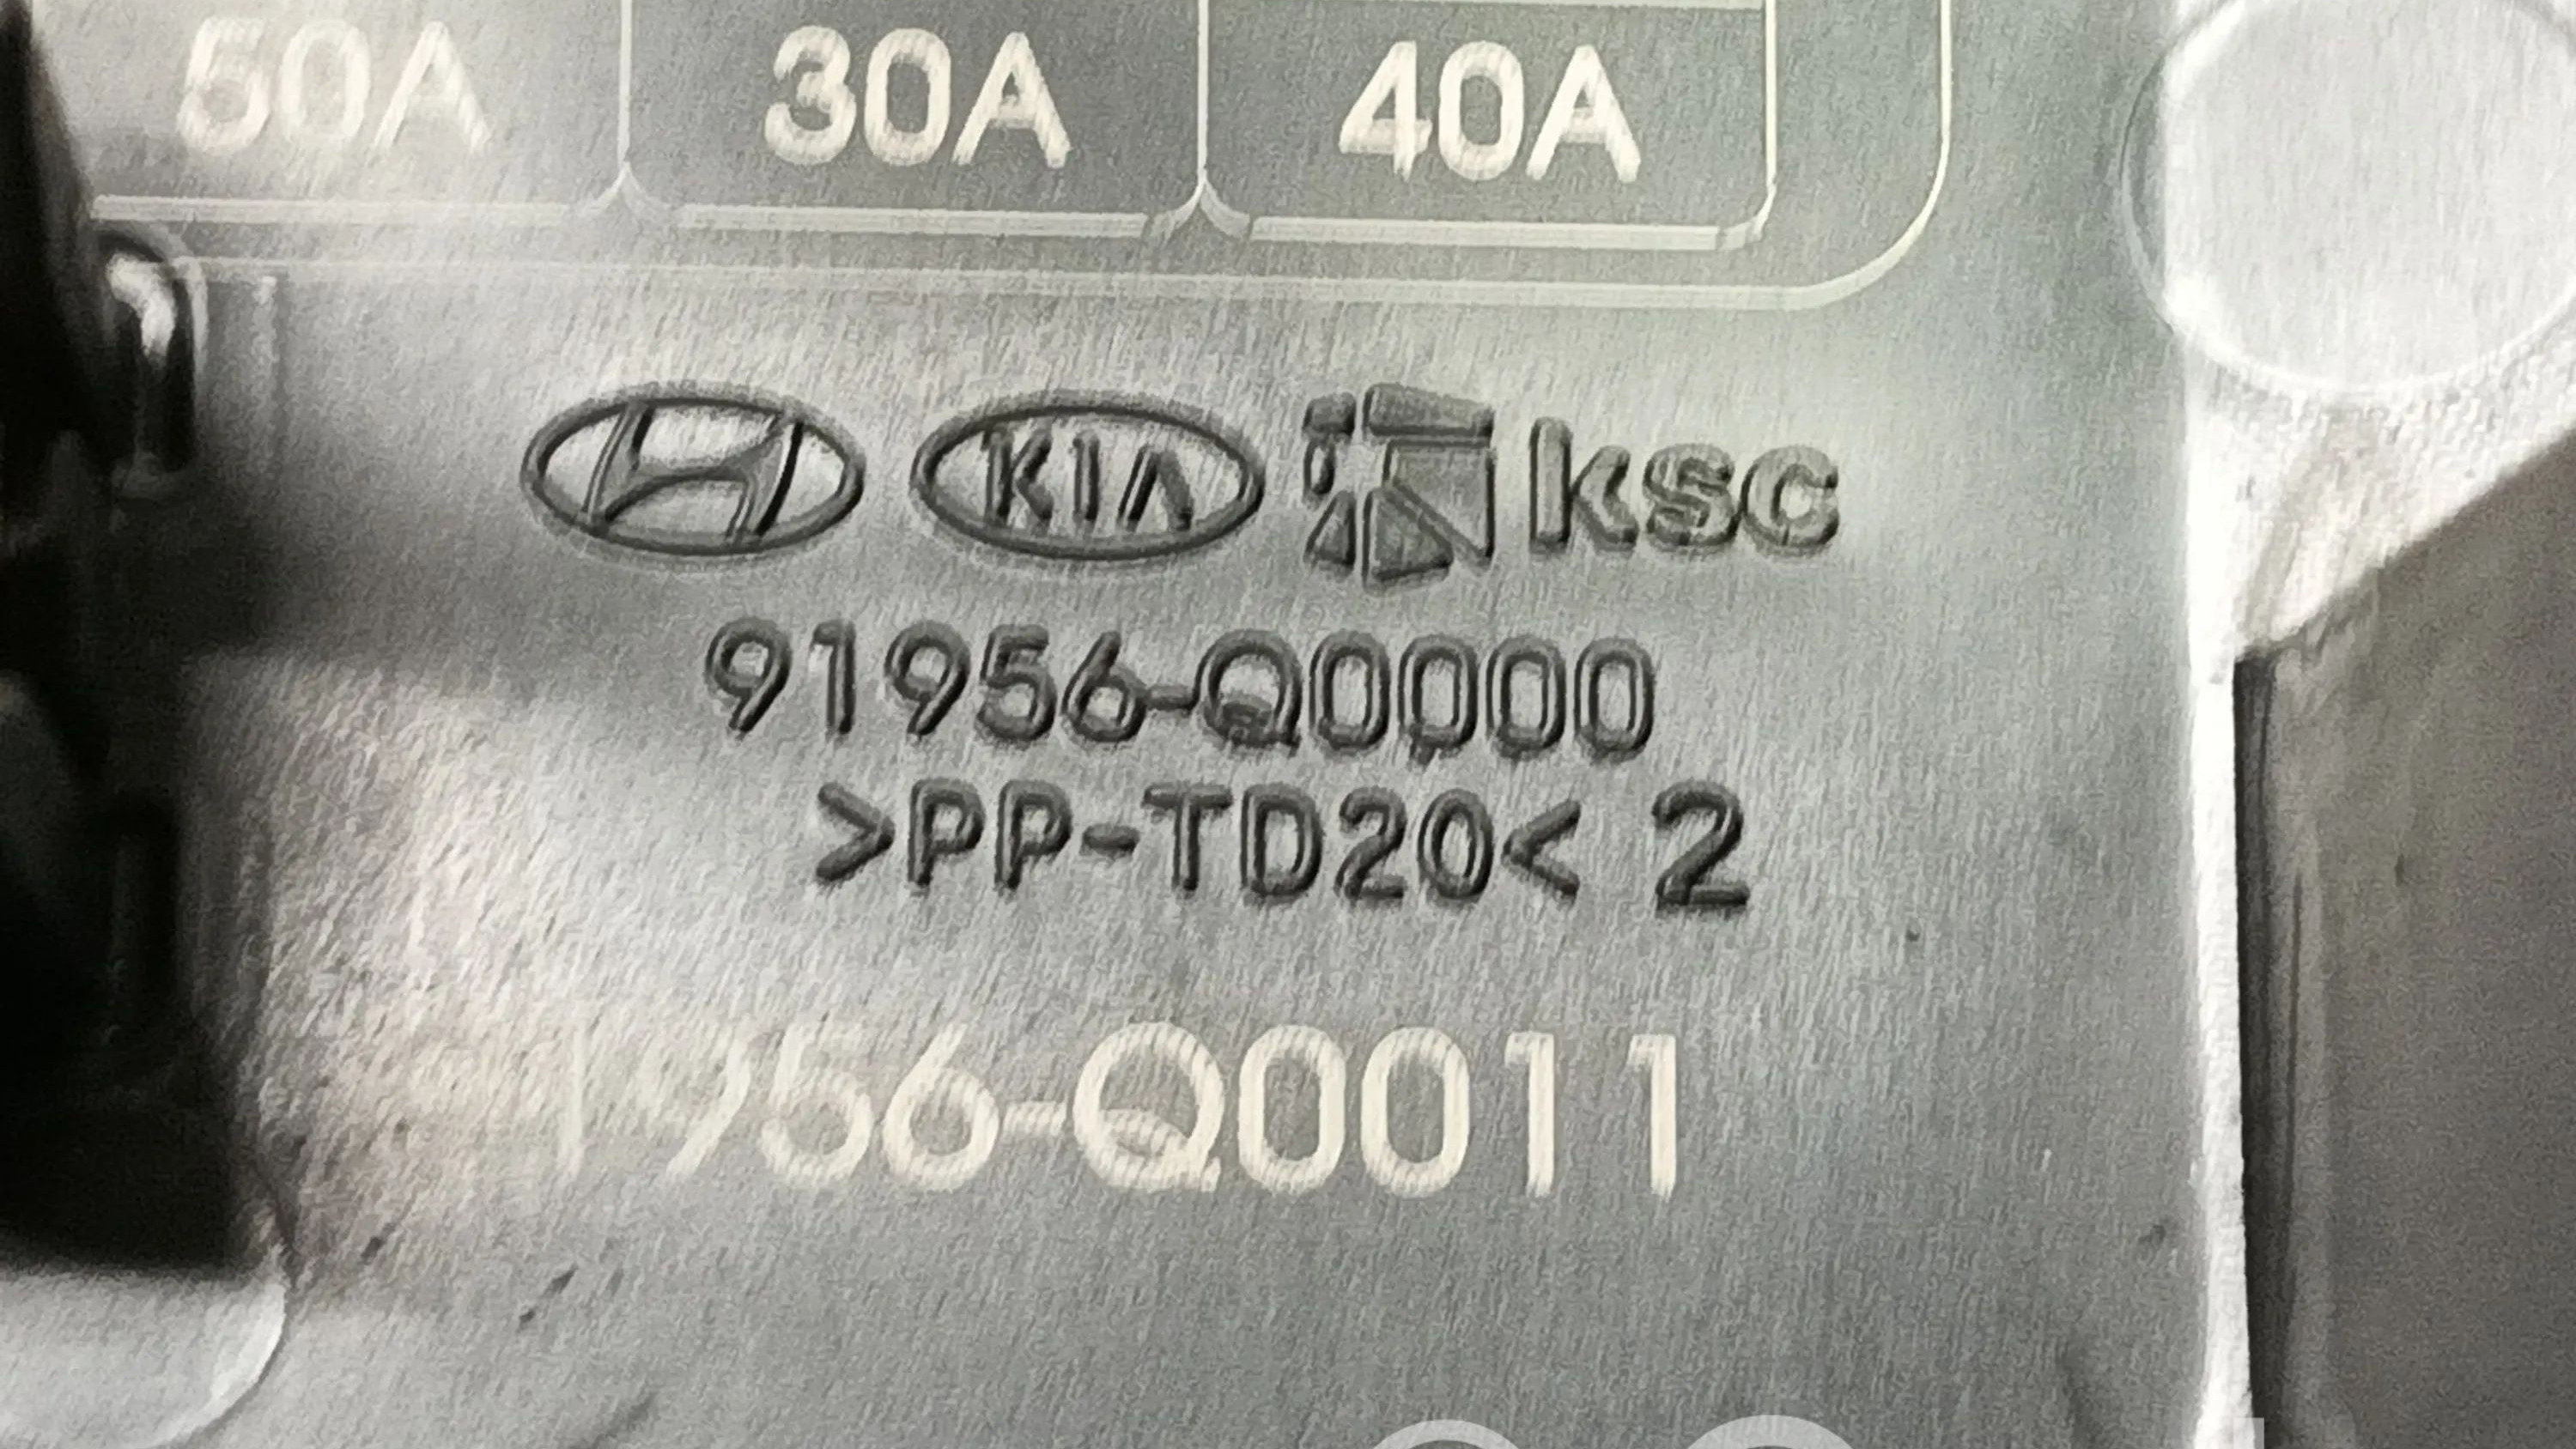 50A 30A 40A
KIA ksc
91956-Q0000
>PP-TD20< 2
1956-Q0011